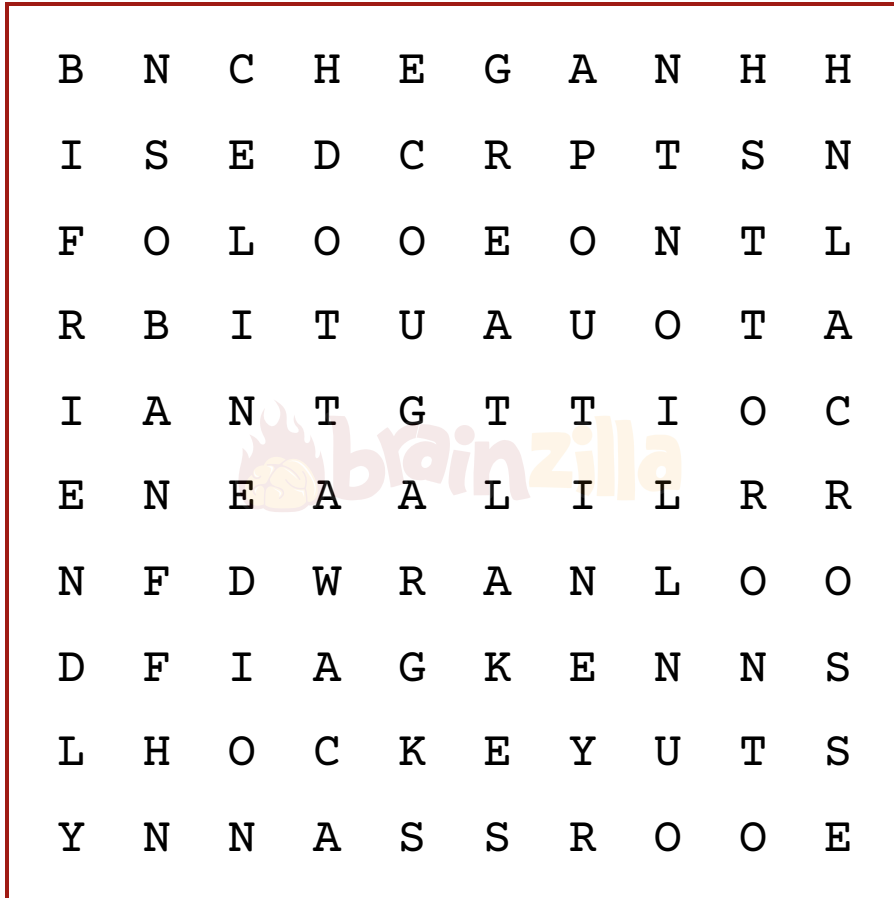 B N C H E G A N H H
I S E D C R P T S N
F O L O O E O N T L
R B I T U A U O T A
I A N T G T T I O C
E N E A A L I L R R
N F D W R A N L O O
D F I A G K E N N S
L H O C K E Y U T S
Y N N A S S R O O E
brainzilla